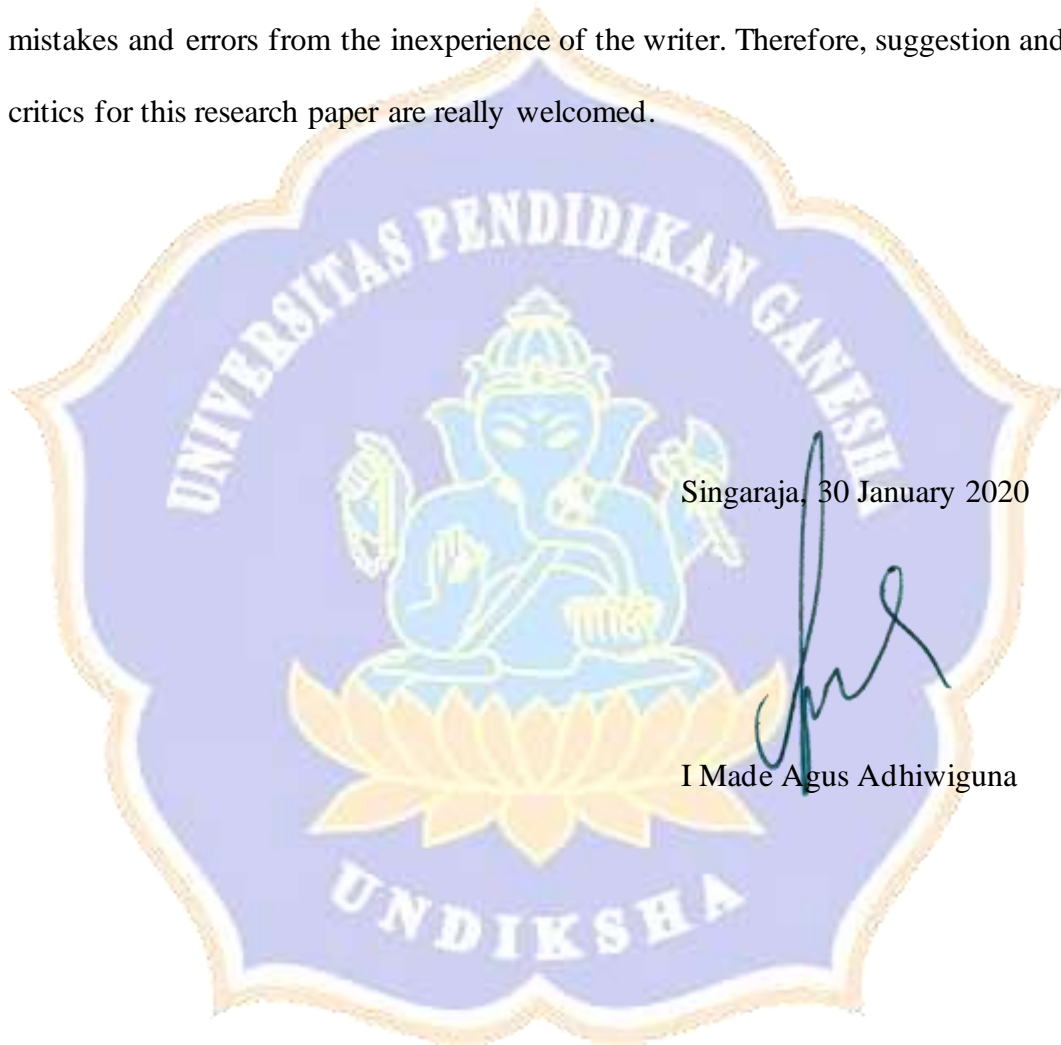 mistakes and errors from the inexperience of the writer. Therefore, suggestion and
critics for this research paper are really welcomed.
UNIVERSITAS PENDIDIKAN GANESHA
Singaraja, 30 January 2020
I Made Agus Adhiwiguna
UNDIKSHA